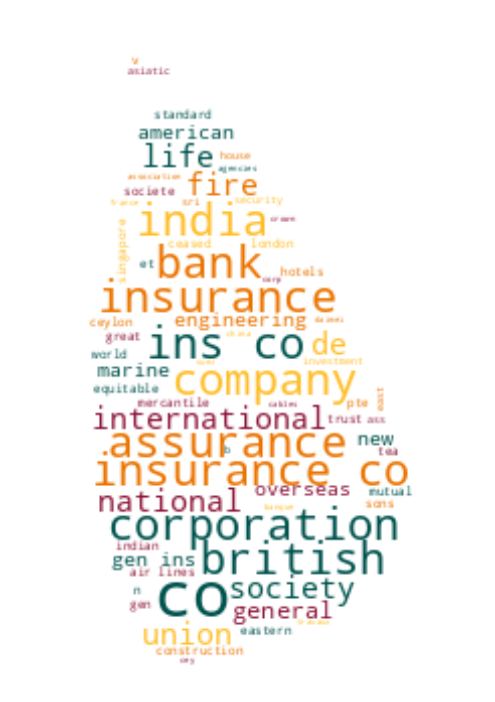 w
asiatic
standard
american
life house
agencies
association fire
societe
france sri security
india crown
singapore ceased london
et bank hotels
corp
insurance
ceylon engineering
great china
ins co de
world investment
marine company
equitable east
mercantile cables pte
international trust ass
assurance new
b tea
insurance co
overseas mutual
national sons
banque
corporation
indian
gen ins british
air lines
n co society
gen general
union eastern
construction